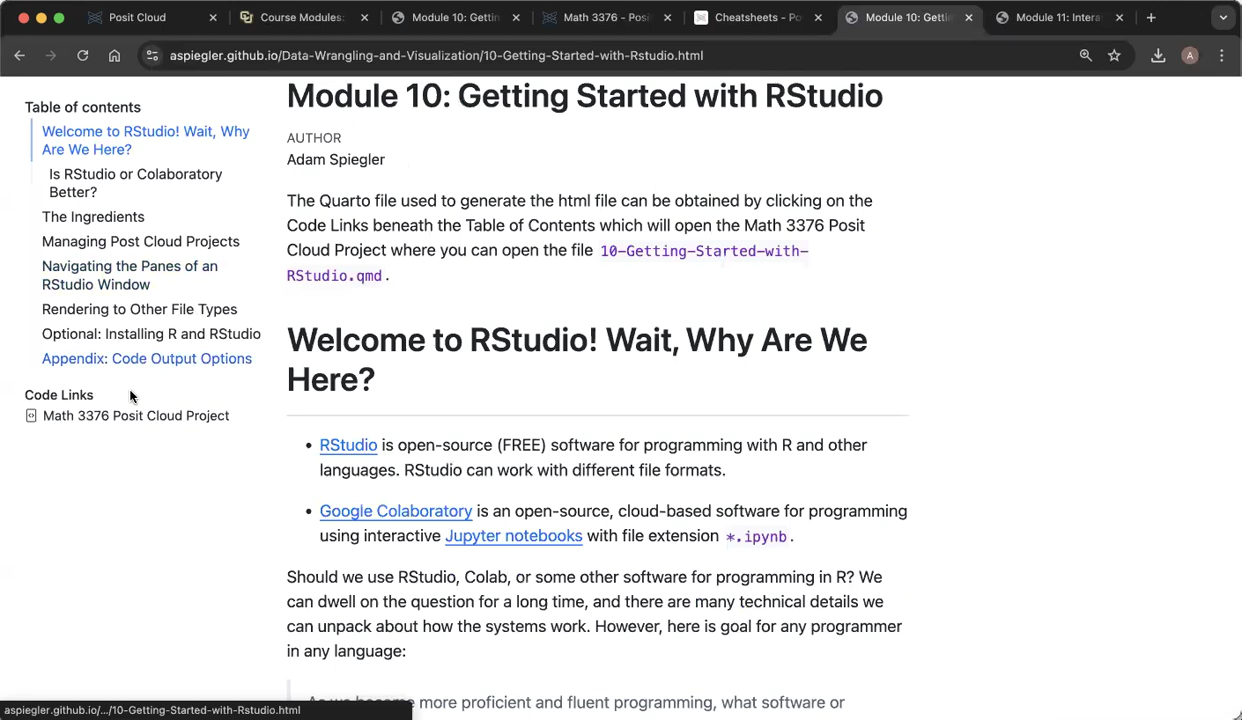 Posit Cloud
Course Modules:
Module 10: Gettin
Math 3376 - Posi
Cheatsheets - Po
Module 10: Getti
Module 11: Intera
aspiegler.github.io/Data-Wrangling-and-Visualization/10-Getting-Started-with-Rstudio.html
A
Table of contents
Welcome to RStudio! Wait, Why
Are We Here?
Is RStudio or Colaboratory
Better?
The Ingredients
Managing Post Cloud Projects
Navigating the Panes of an
RStudio Window
Rendering to Other File Types
Optional: Installing R and RStudio
Appendix: Code Output Options
Code Links
Math 3376 Posit Cloud Project
Module 10: Getting Started with RStudio
AUTHOR
Adam Spiegler
The Quarto file used to generate the html file can be obtained by clicking on the
Code Links beneath the Table of Contents which will open the Math 3376 Posit
Cloud Project where you can open the file 10-Getting-Started-with-
RStudio.qmd.
Welcome to RStudio! Wait, Why Are We
Here?
• RStudio is open-source (FREE) software for programming with R and other
languages. RStudio can work with different file formats.
• Google Colaboratory is an open-source, cloud-based software for programming
using interactive Jupyter notebooks with file extension *.ipynb.
Should we use RStudio, Colab, or some other software for programming in R? We
can dwell on the question for a long time, and there are many technical details we
can unpack about how the systems work. However, here is goal for any programmer
in any language:
As we become more proficient and fluent programming, what software or
aspiegler.github.io/.../10-Getting-Started-with-Rstudio.html